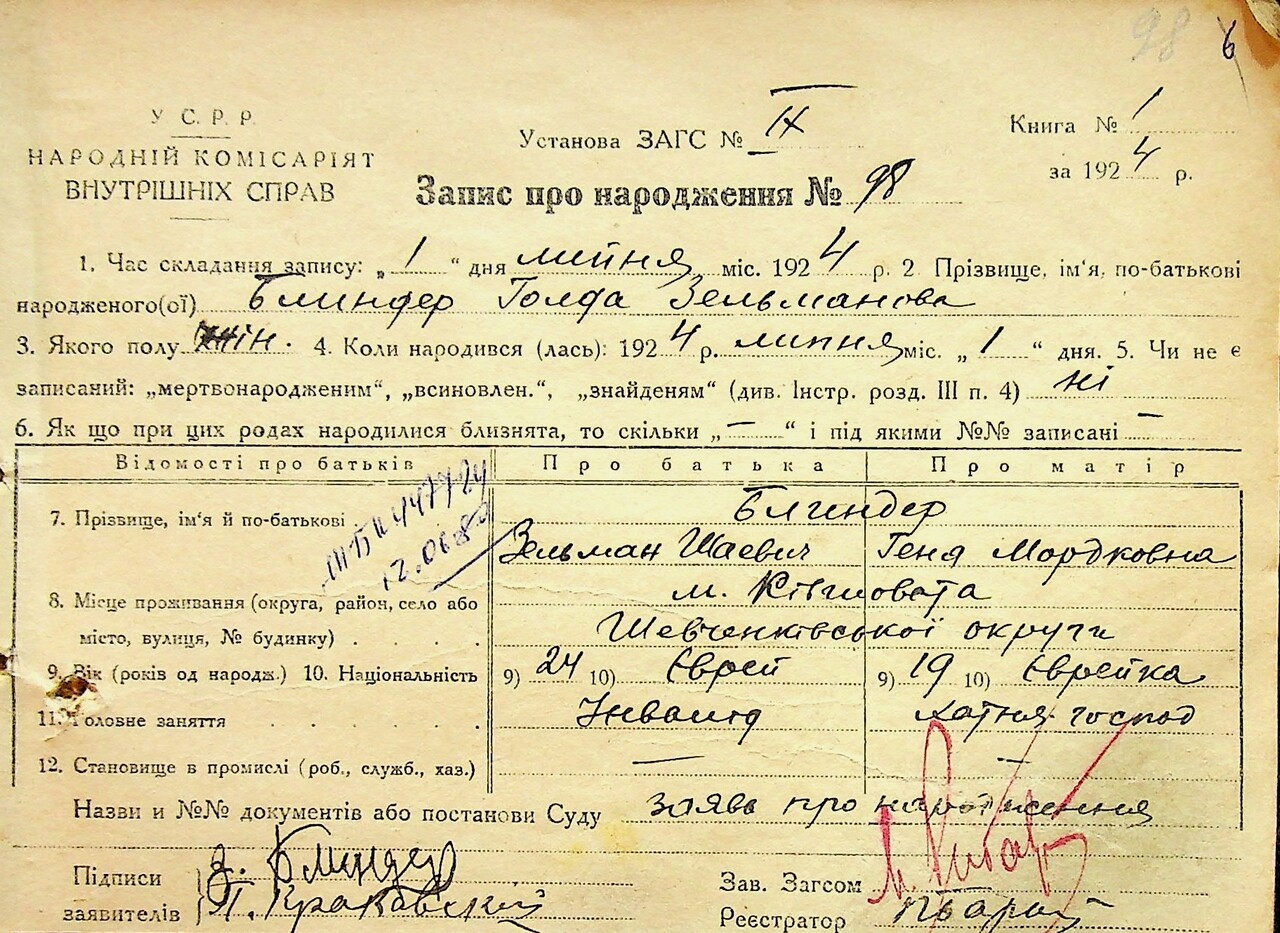 98 6
У С. Р. Р.
НАРОДНІЙ КОМІСАРІЯТ
ВНУТРІШНІХ СПРАВ
Установа ЗАГС № IX
Запис про народження № 98
Книга № 1
за 1924 р.
1. Час складання запису: „1“ дня липня міс. 1924 р. 2 Прізвище, ім‘я, по-батькові
народженого(ої) Блиндер Голда Зельманова
3. Якого полу жін. 4. Коли народився (лась): 1924 р. липня міс. „1“ дня. 5. Чи не є
записаний: „мертвонародженим“, „всиновлен.“, „знайденям“ (див. Інстр. розд. III п. 4) ні
6. Як що при цих родах народилися близнята, то скільки „—“ і під якими №№ записані —
Відомості про батьків Про батька Про матір
7. Прізвище, ім‘я й по-батькові Блиндер
Зельман Шаевич Геня Мордковна
8. Місце проживання (округа, район, село або м.
місто, вулиця, № будинку) . . . . Шевченківської округи
9. Вік (років од народж.) 10. Національність 9) 24 10) Єврей 9) 19 10) Єврейка
11. Головне заняття . . . . . Інвалід хатня господ
12. Становище в промислі (роб., служб., хаз.) — —
Назви и №№ документів або постанови Суду заява про народження
Підписи З. Блиндер
заявителів П. Краковский
Зав. Загсом
Реєстратор